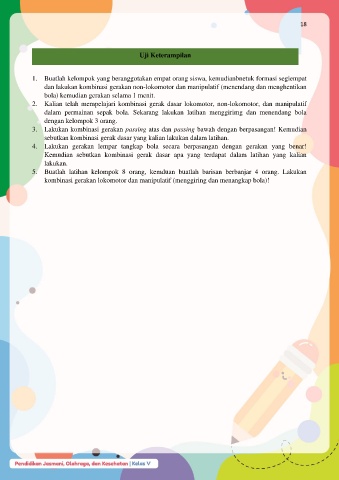 18
Uji Keterampilan
1. Buatlah kelompok yang beranggotakan empat orang siswa, kemudianbnetuk formasi segiempat
dan lakukan kombinasi gerakan non-lokomotor dan manipulatif (menendang dan menghentikan
bola) kemudian gerakan selama 1 menit.
2. Kalian telah mempelajari kombinasi gerak dasar lokomotor, non-lokomotor, dan manipulatif
dalam permainan sepak bola. Sekarang lakukan latihan menggiring dan menendang bola
dengan kelompok 3 orang.
3. Lakukan kombinasi gerakan passing atas dan passing bawah dengan berpasangan! Kemudian
sebutkan kombinasi gerak dasar yang kalian lakukan dalam latihan.
4. Lakukan gerakan lempar tangkap bola secara berpasangan dengan gerakan yang benar!
Kemudian sebutkan kombinasi gerak dasar apa yang terdapat dalam latihan yang kalian
lakukan.
5. Buatlah latihan kelompok 8 orang, kemduan buatlah barisan berbanjar 4 orang. Lakukan
kombinasi gerakan lokomotor dan manipulatif (menggiring dan menangkap bola)!
Pendidikan Jasmani, Olahraga, dan Kesehatan | Kelas V